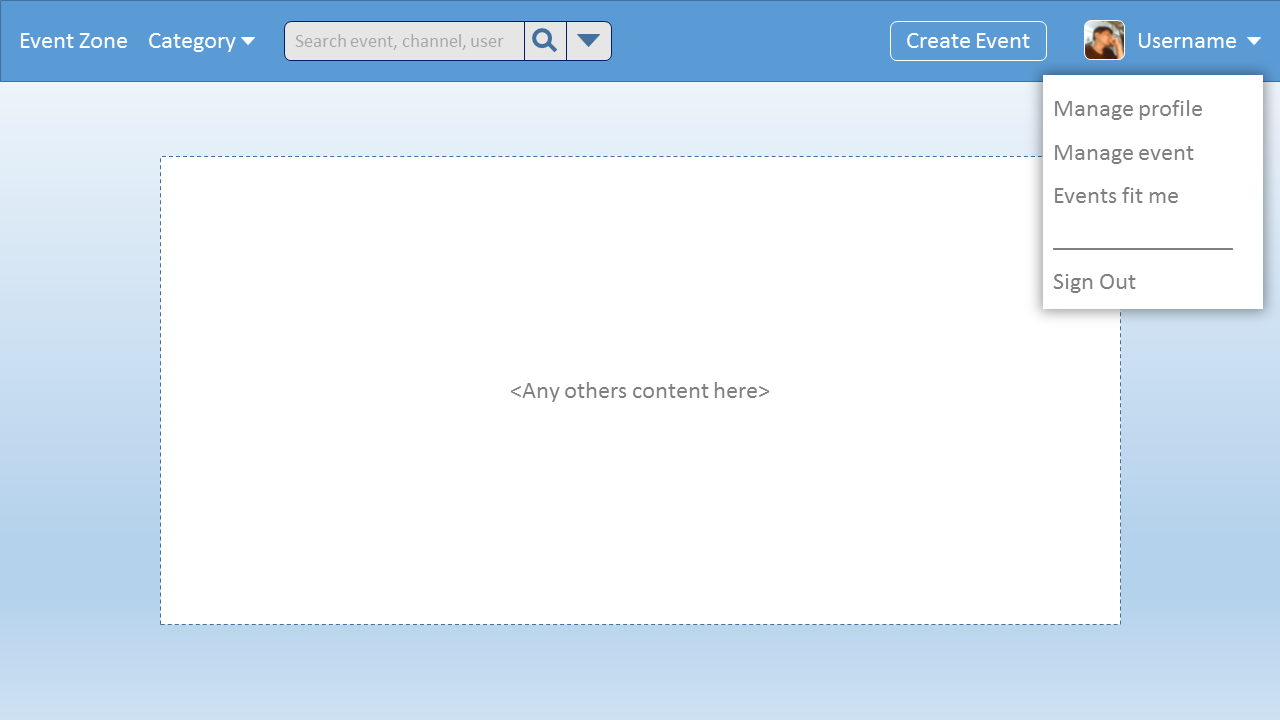 Event Zone Category Search event, channel, user Create Event Username
Manage profile
Manage event
Events fit me
Sign Out
<Any others content here>